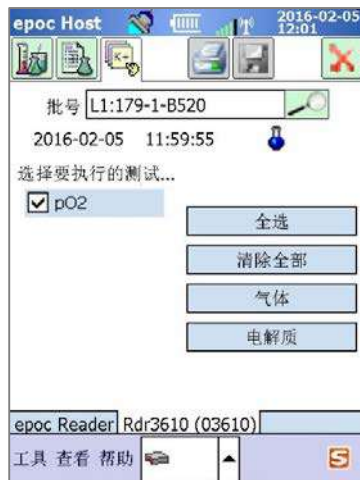 epoc Host 2016-02-05
12:01
K+
批号 L1:179-1-B520
2016-02-05 11:59:55
选择要执行的测试...
pO2
全选
清除全部
气体
电解质
epoc Reader Rdr3610 (03610)
工具 查看 帮助 S